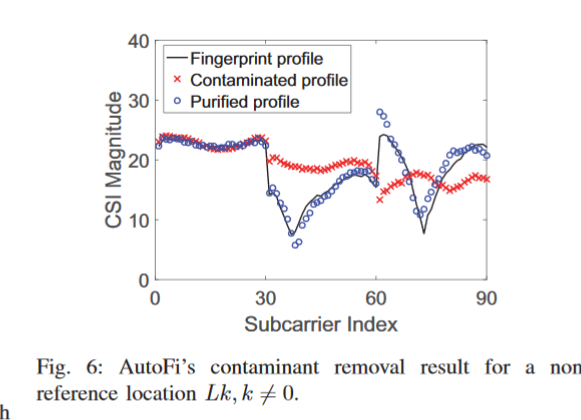 40
30
20
10
0
CSI Magnitude
Fingerprint profile
Contaminated profile
Purified profile
0 30 60 90
Subcarrier Index
Fig. 6: AutoFi's contaminant removal result for a non
reference location Lk, k ≠ 0.
h